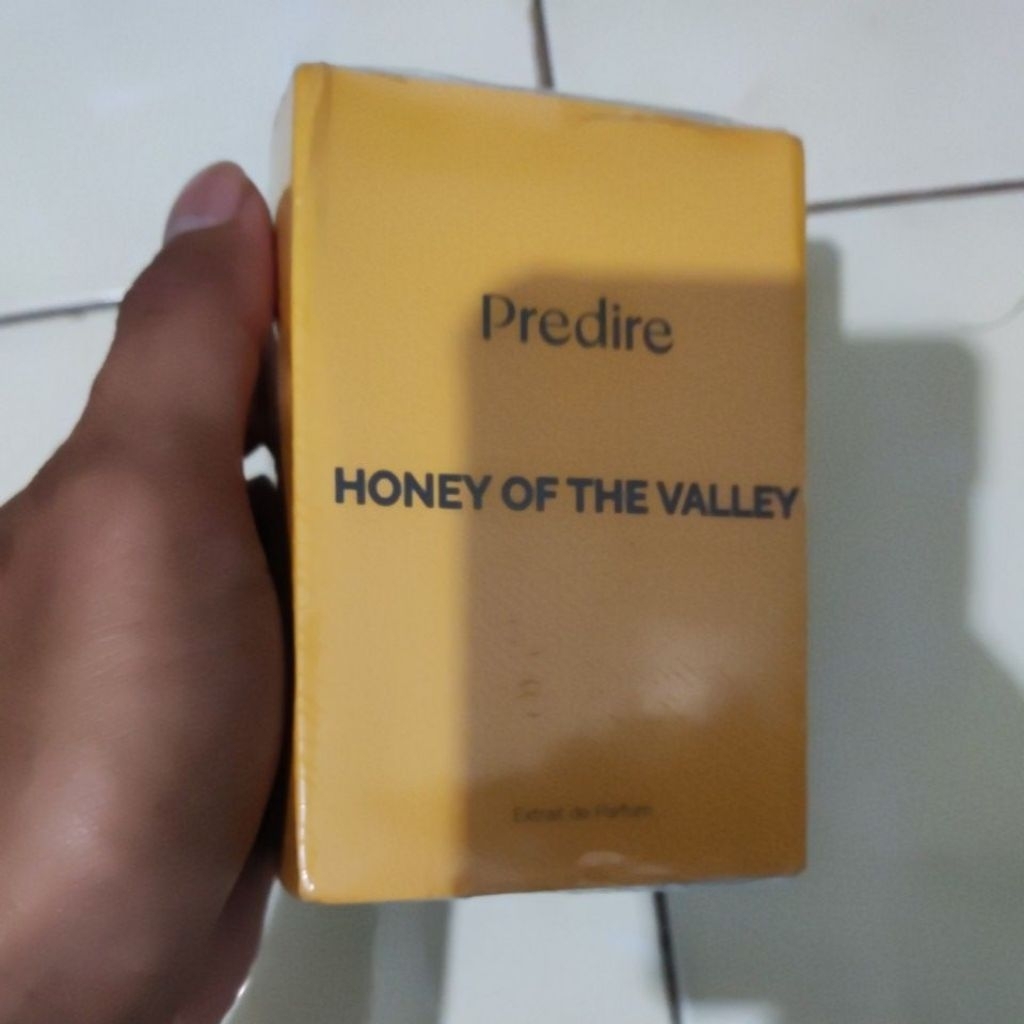 Predire
HONEY OF THE VALLEY
Extrait de Parfum